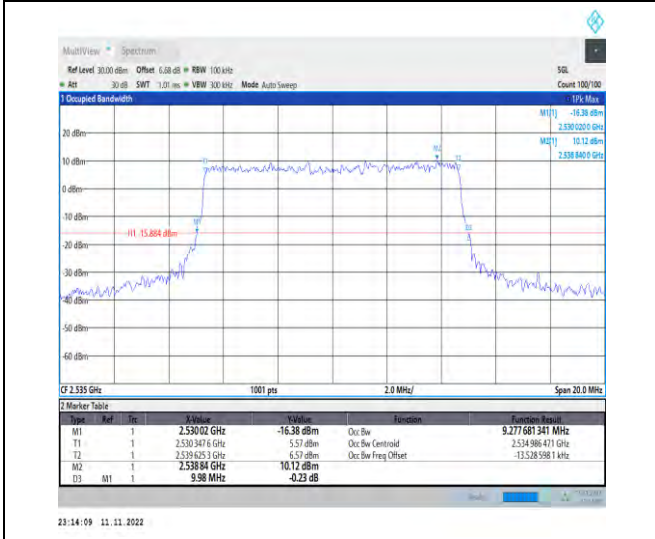 MultiView Spectrum
Ref Level 30.00 dBm Offset 6.68 dB RBW 100 kHz SGL
Att 30 dB SWT 1.01 ms VBW 300 kHz Mode Auto Sweep Count 100/100
1 Occupied Bandwidth 1Pk Max
M1[1] -16.38 dBm
2.530 020 0 GHz
M2[1] 10.12 dBm
2.538 840 0 GHz
20 dBm
10 dBm
0 dBm
-10 dBm
H1 -15.884 dBm
-20 dBm
-30 dBm
-40 dBm
-50 dBm
-60 dBm
CF 2.535 GHz 1001 pts 2.0 MHz/ Span 20.0 MHz
2 Marker Table
Type Ref Trc X-Value Y-Value Function Function Result
M1 1 2.530 02 GHz -16.38 dBm Occ Bw 9.277 681 341 MHz
T1 1 2.530 347 6 GHz 5.57 dBm Occ Bw Centroid 2.534 986 471 GHz
T2 1 2.539 625 3 GHz 6.57 dBm Occ Bw Freq Offset -13.528 598 1 kHz
M2 1 2.538 84 GHz 10.12 dBm
D3 M1 1 9.98 MHz -0.23 dB
23:14:09 11.11.2022